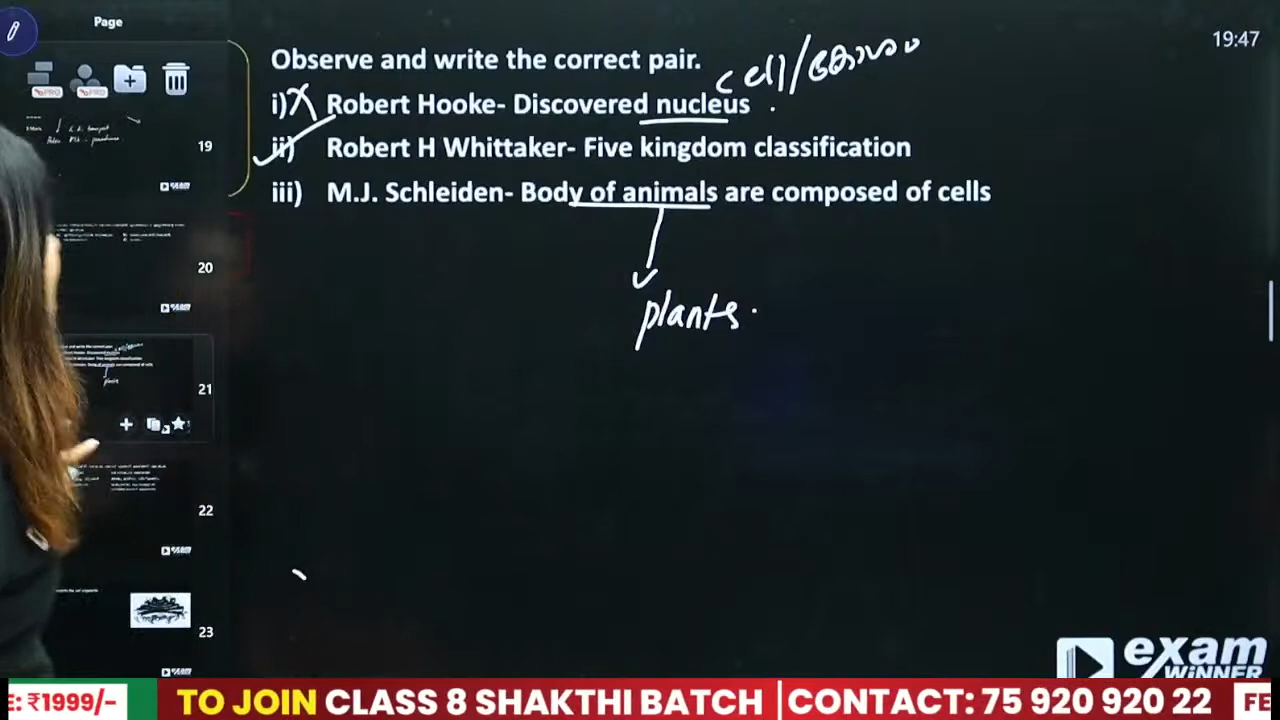 Page
19:47
Observe and write the correct pair.
cell/കോശം
i) X Robert Hooke- Discovered nucleus
ii) Robert H Whittaker- Five kingdom classification
iii) M.J. Schleiden- Body of animals are composed of cells
plants.
19
20
21
22
23
exam
WiNNER
E: ₹1999/- TO JOIN CLASS 8 SHAKTHI BATCH | CONTACT: 75 920 920 22 FE